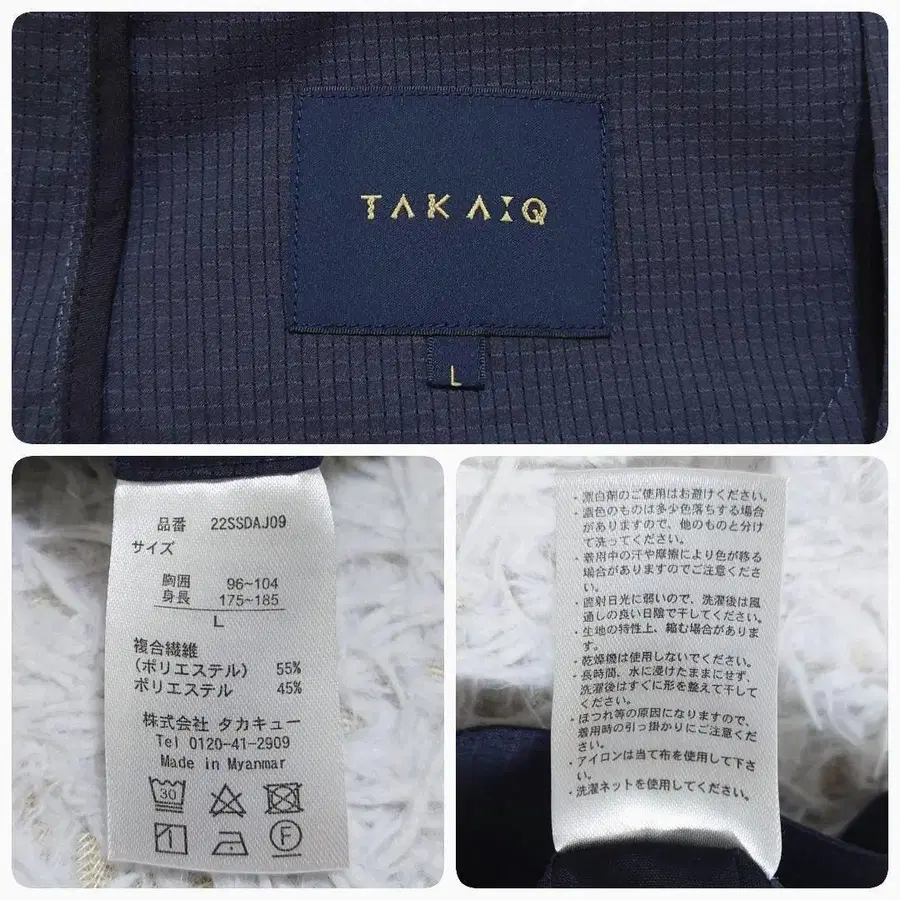 TAKA:Q
L
品番 22SSDAJ09
サイズ
胸囲 96~104
身長 175~185
L
複合繊維
(ポリエステル) 55%
ポリエステル 45%
株式会社 タカキュー
Tel 0120-41-2909
Made in Myanmar
30
F
・漂白剤のご使用はお避けください。
・濃色のものは多少色落ちする場合
がありますので、他のものと分け
て洗ってください。
・着用中の汗や摩擦により色が移る
場合がありますのでご注意くださ
い。
・直射日光に弱いので、洗濯後は風
通しの良い日陰で干してください。
・生地の特性上、縮む場合がありま
す。
・乾燥機は使用しないでください。
・長時間、水に浸けたままにせず、
洗濯後はすぐに形を整えて干して
ください。
・ほつれ等の原因になりますので、
着用時の引っ掛かりにご注意くだ
さい。
・アイロンは当て布を使用して下さ
い。
・洗濯ネットを使用してください。